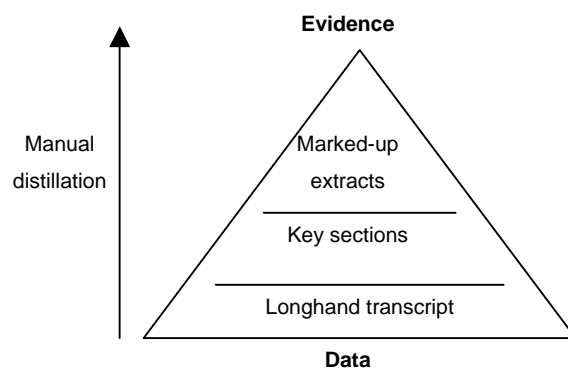 Evidence
Manual
distillation
Marked-up
extracts
Key sections
Longhand transcript
Data